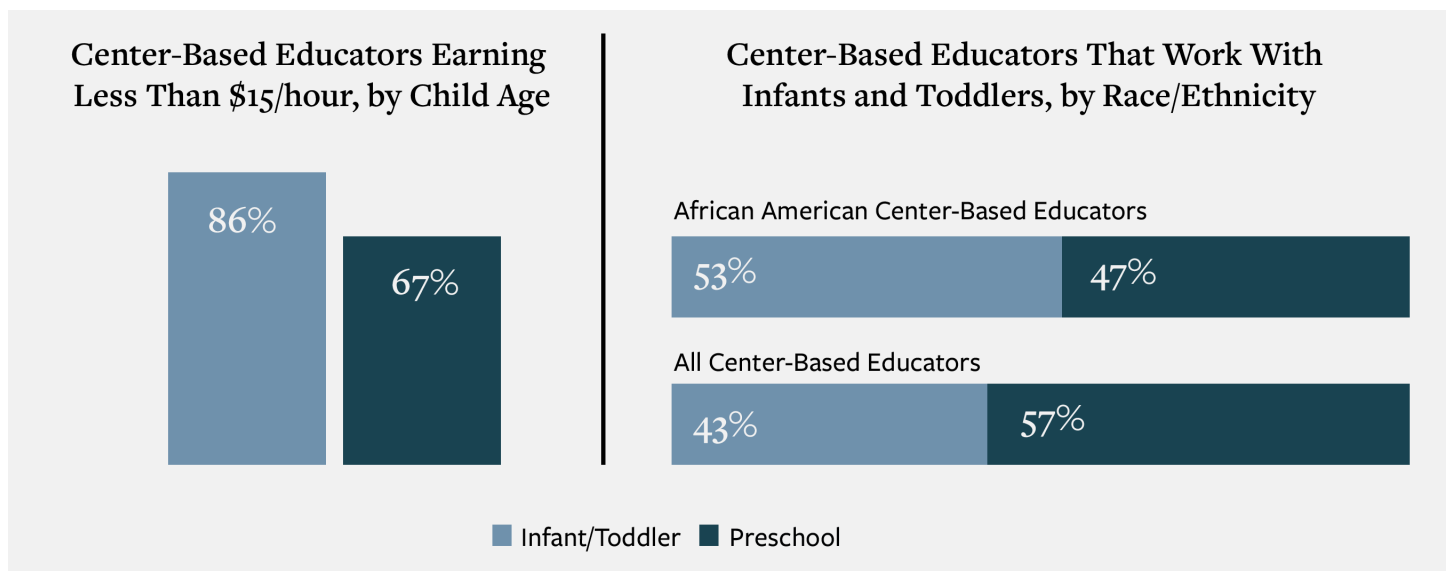 Center-Based Educators Earning
Less Than $15/hour, by Child Age
86%
67%
Center-Based Educators That Work With
Infants and Toddlers, by Race/Ethnicity
African American Center-Based Educators
53%
47%
All Center-Based Educators
43%
57%
Infant/Toddler
Preschool